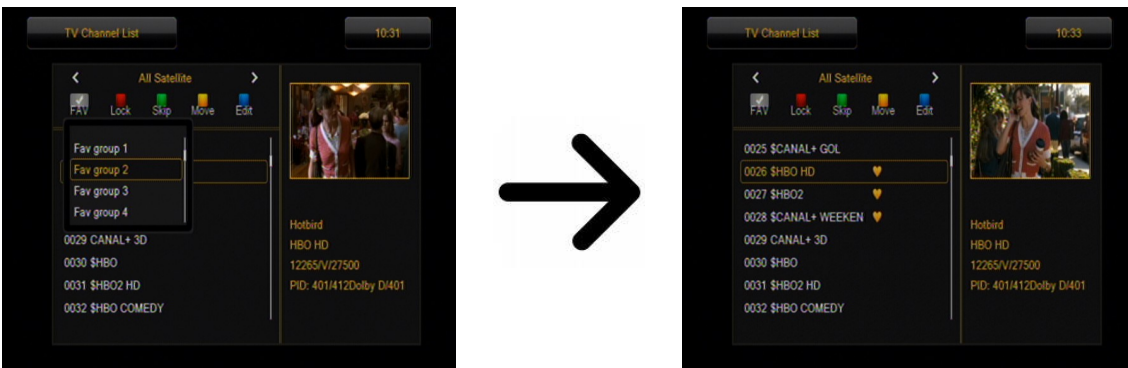 TV Channel List
10:31
All Satellite
FAV Lock Skip Move Edit
Fav group 1
Fav group 2
Fav group 3
Fav group 4
0029 CANAL+ 3D
0030 $HBO
0031 $HBO2 HD
0032 $HBO COMEDY
Hotbird
HBO HD
12265/V/27500
PID: 401/412Dolby D/401
TV Channel List
10:33
All Satellite
FAV Lock Skip Move Edit
0025 $CANAL+ GOL
0026 $HBO HD
0027 $HBO2
0028 $CANAL+ WEEKEN
0029 CANAL+ 3D
0030 $HBO
0031 $HBO2 HD
0032 $HBO COMEDY
Hotbird
HBO HD
12265/V/27500
PID: 401/412Dolby D/401